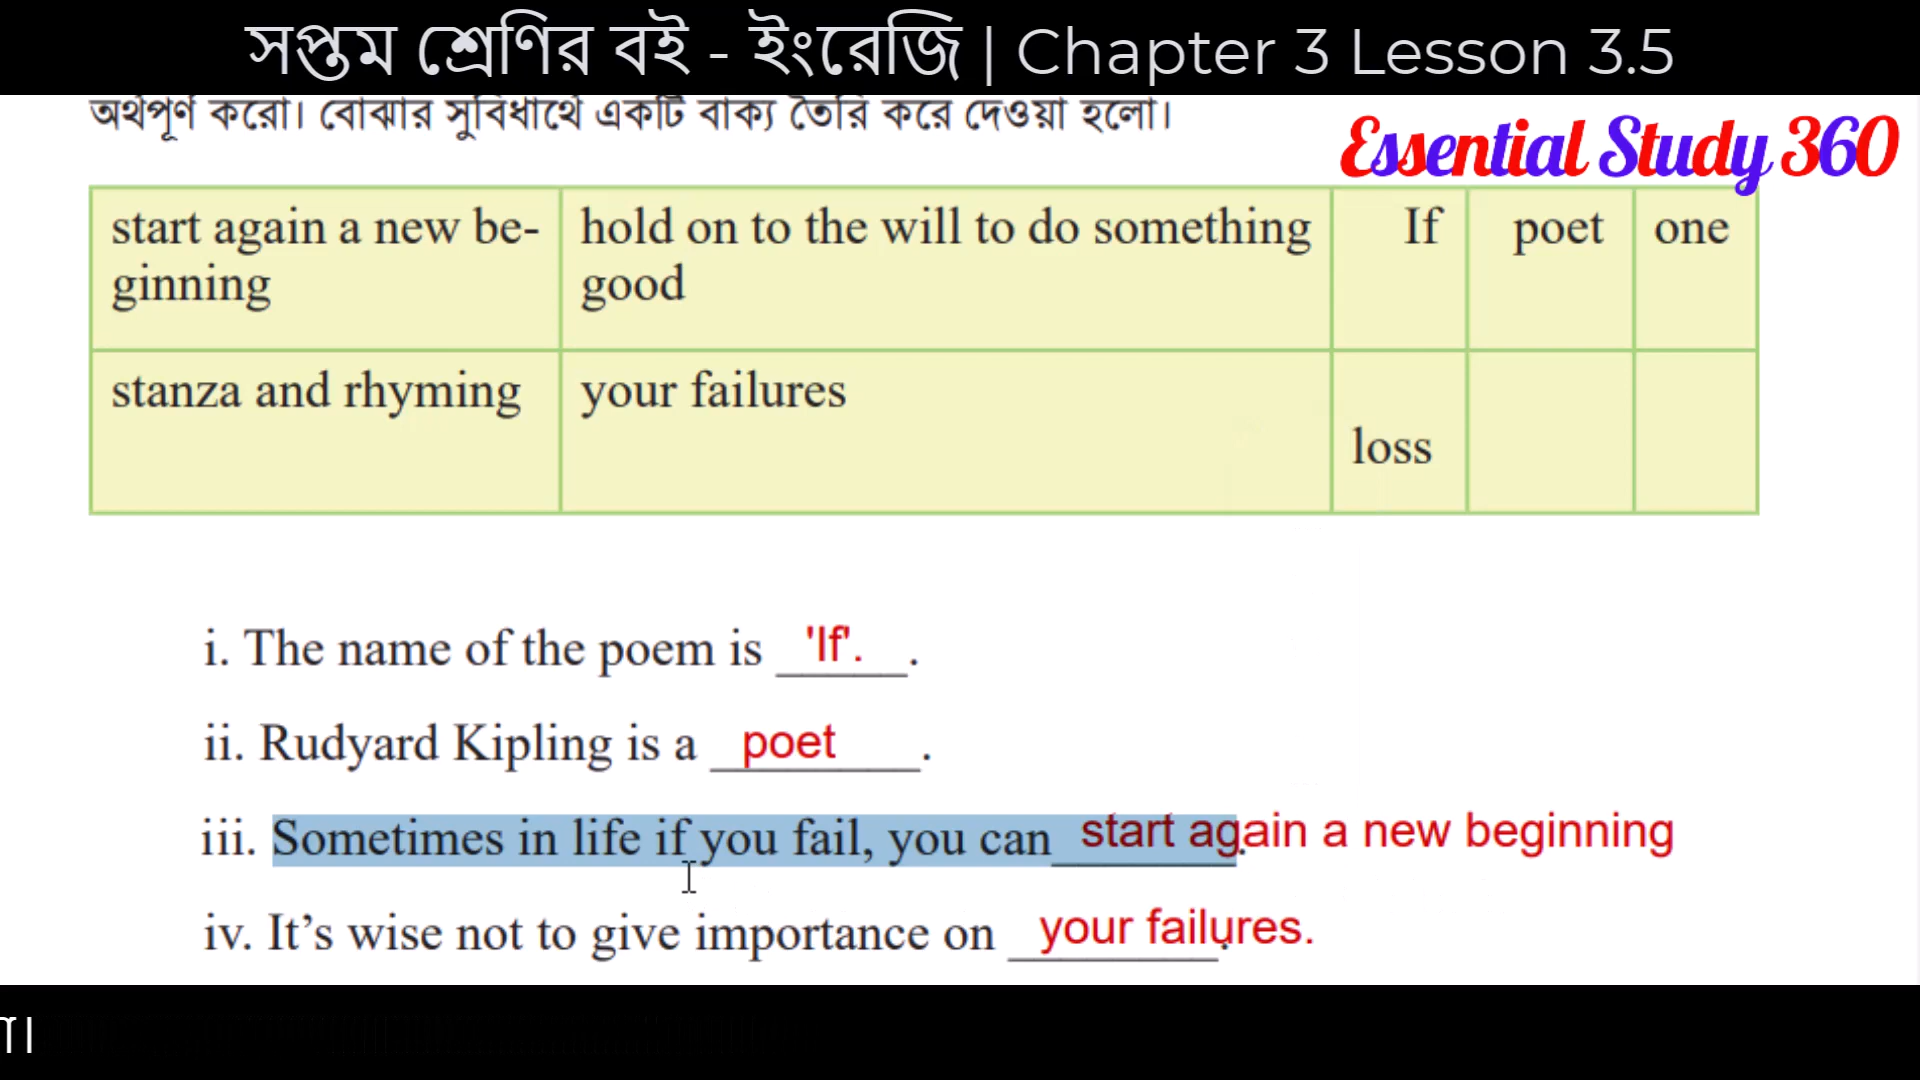 সপ্তম শ্রেণির বই - ইংরেজি | Chapter 3 Lesson 3.5
অর্থপূর্ণ করো। বোঝার সুবিধার্থে একটি বাক্য তৈরি করে দেওয়া হলো।
Essential Study 360
start again a new be-
ginning
hold on to the will to do something
good
If
poet
one
stanza and rhyming
your failures
loss
i. The name of the poem is 'If'. .
ii. Rudyard Kipling is a poet .
iii. Sometimes in life if you fail, you can start again a new beginning .
iv. It’s wise not to give importance on your failures. .